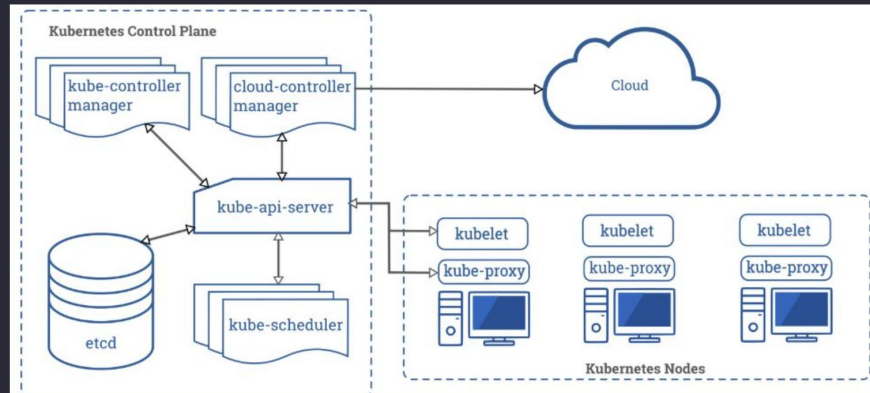 Kubernetes Control Plane
kube-controller
manager
cloud-controller
manager
Cloud
kube-api-server
kubelet
kubelet
kubelet
kube-proxy
kube-proxy
kube-proxy
etcd
kube-scheduler
Kubernetes Nodes